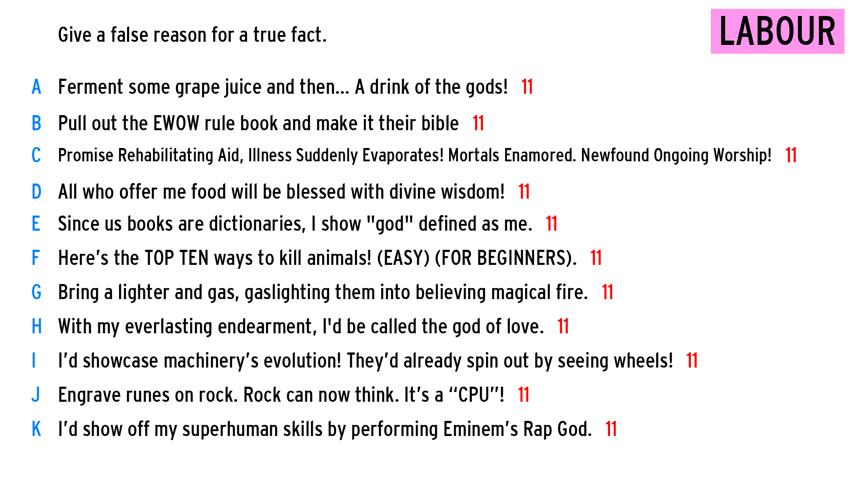 Give a false reason for a true fact.
LABOUR
A Ferment some grape juice and then... A drink of the gods! 11
B Pull out the EWOW rule book and make it their bible 11
C Promise Rehabilitating Aid, Illness Suddenly Evaporates! Mortals Enamored. Newfound Ongoing Worship! 11
D All who offer me food will be blessed with divine wisdom! 11
E Since us books are dictionaries, I show "god" defined as me. 11
F Here's the TOP TEN ways to kill animals! (EASY) (FOR BEGINNERS). 11
G Bring a lighter and gas, gaslighting them into believing magical fire. 11
H With my everlasting endearment, I'd be called the god of love. 11
I I'd showcase machinery's evolution! They'd already spin out by seeing wheels! 11
J Engrave runes on rock. Rock can now think. It's a “CPU”! 11
K I'd show off my superhuman skills by performing Eminem's Rap God. 11